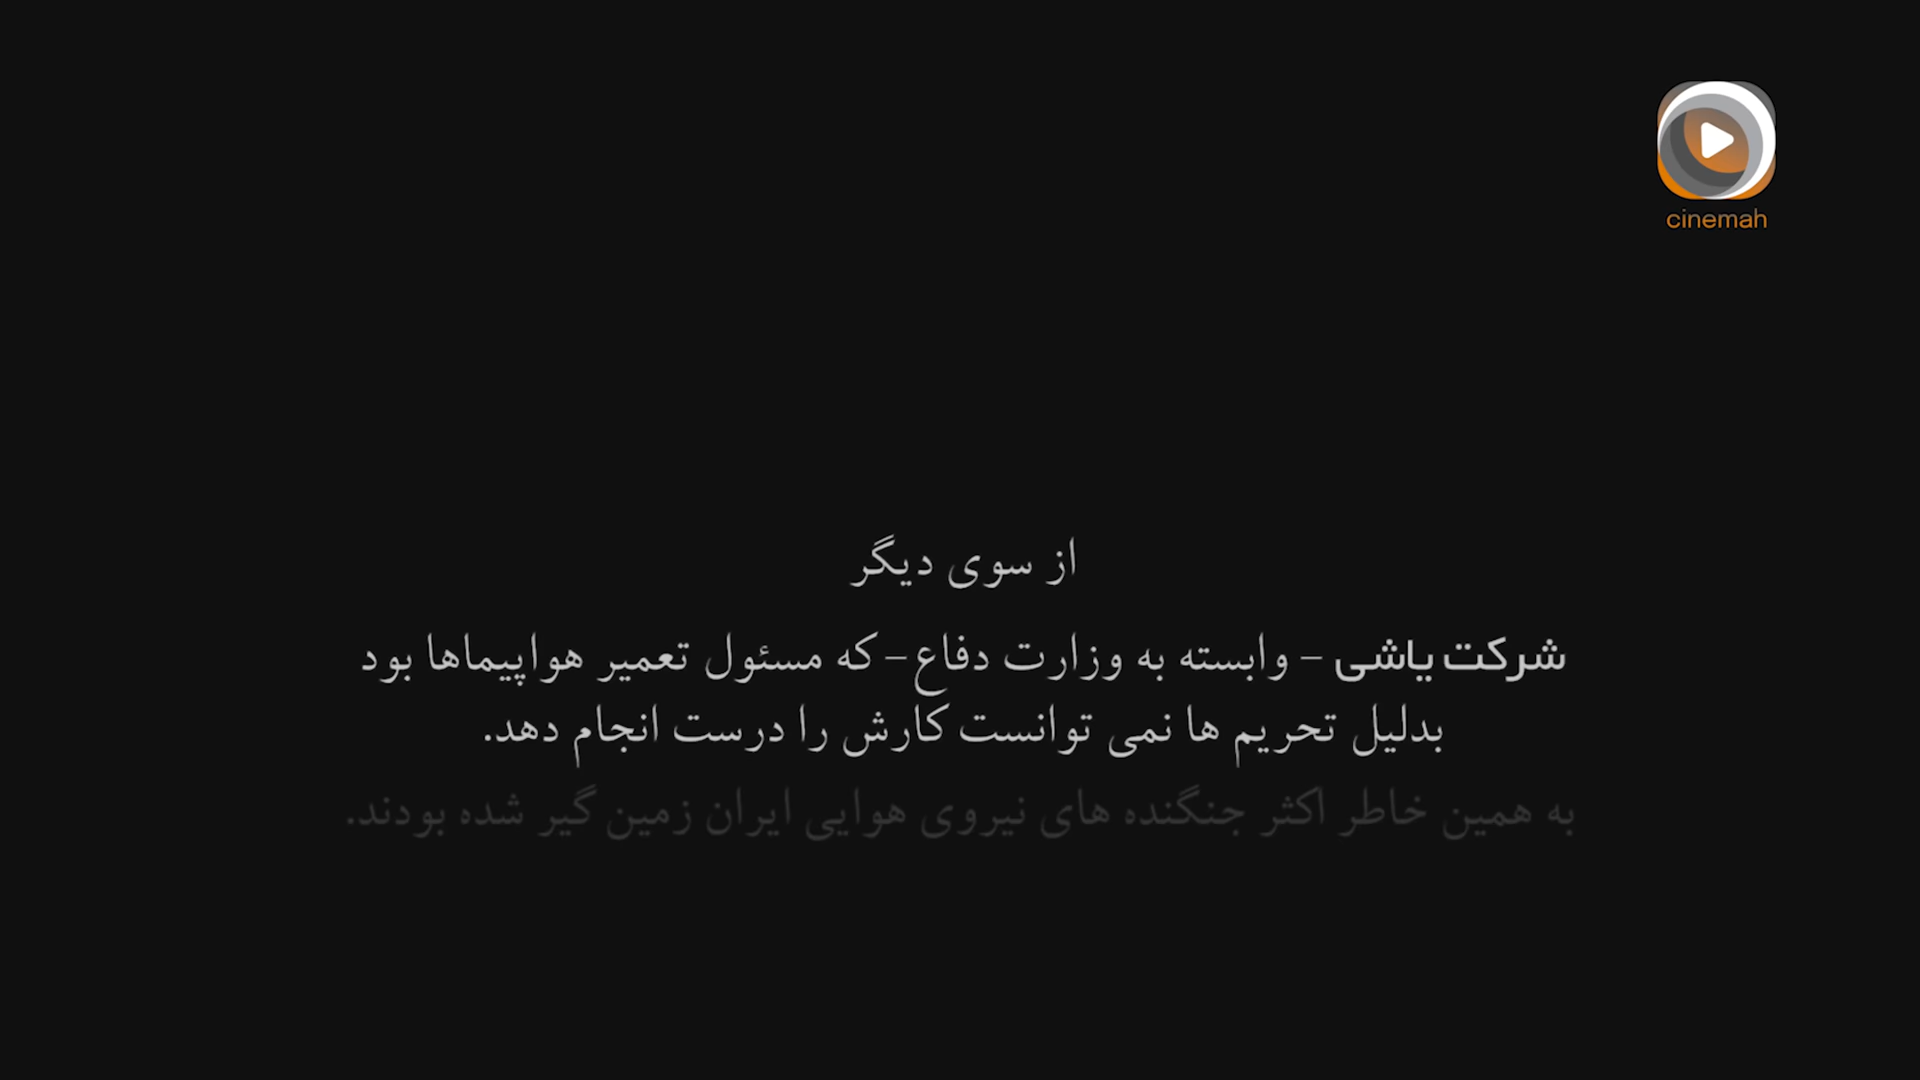 cinemah
از سوی دیگر
شرکت یاشی – وابسته به وزارت دفاع– که مسئول تعمیر هواپیماها بود
بدلیل تحریم ها نمی توانست کارش را درست انجام دهد.
به همین خاطر اکثر جنگنده های نیروی هوایی ایران زمین گیر شده بودند.